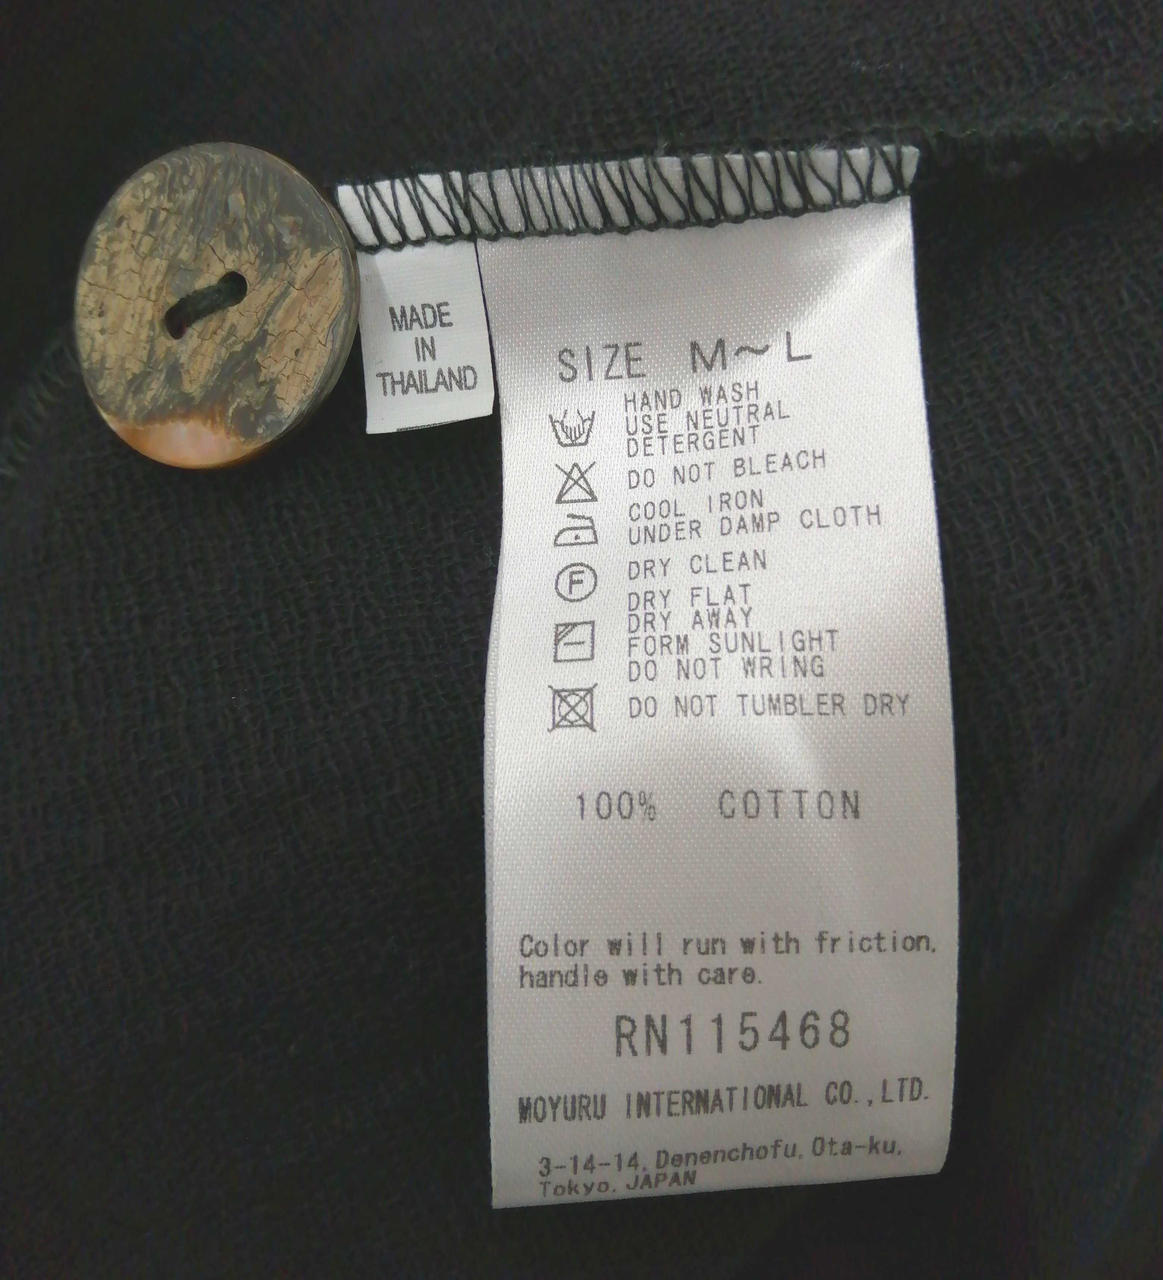 MADE
IN
THAILAND
SIZE M~L
HAND WASH
USE NEUTRAL
DETERGENT
DO NOT BLEACH
COOL IRON
UNDER DAMP CLOTH
F
DRY CLEAN
DRY FLAT
DRY AWAY
FORM SUNLIGHT
DO NOT WRING
DO NOT TUMBLER DRY
100% COTTON
Color will run with friction,
handle with care.
RN115468
MOYURU INTERNATIONAL CO.,LTD.
3-14-14, Denenchofu, Ota-ku,
Tokyo, JAPAN